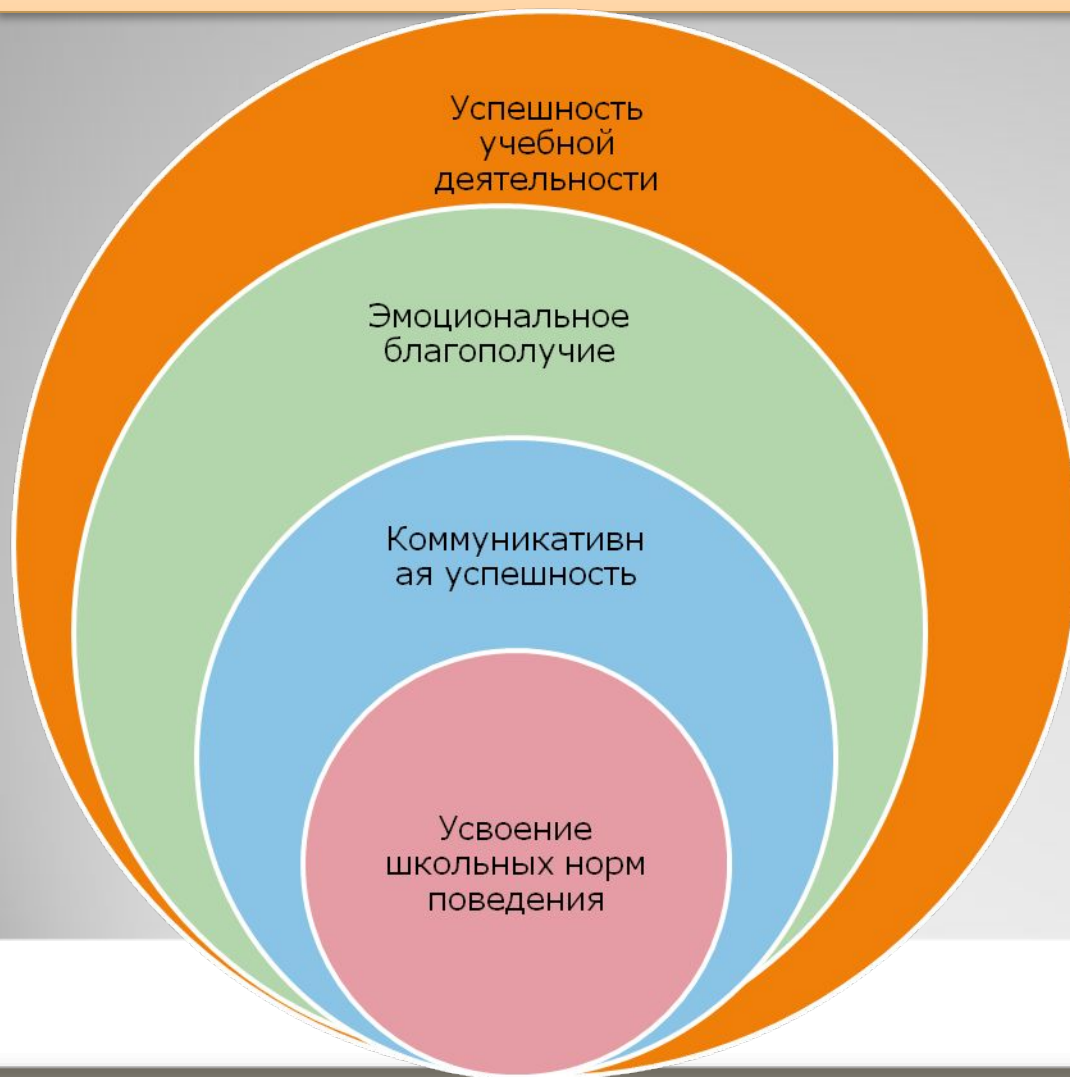 Успешность
учебной
деятельности
Эмоциональное
благополучие
Коммуникативн
ая успешность
Усвоение
школьных норм
поведения